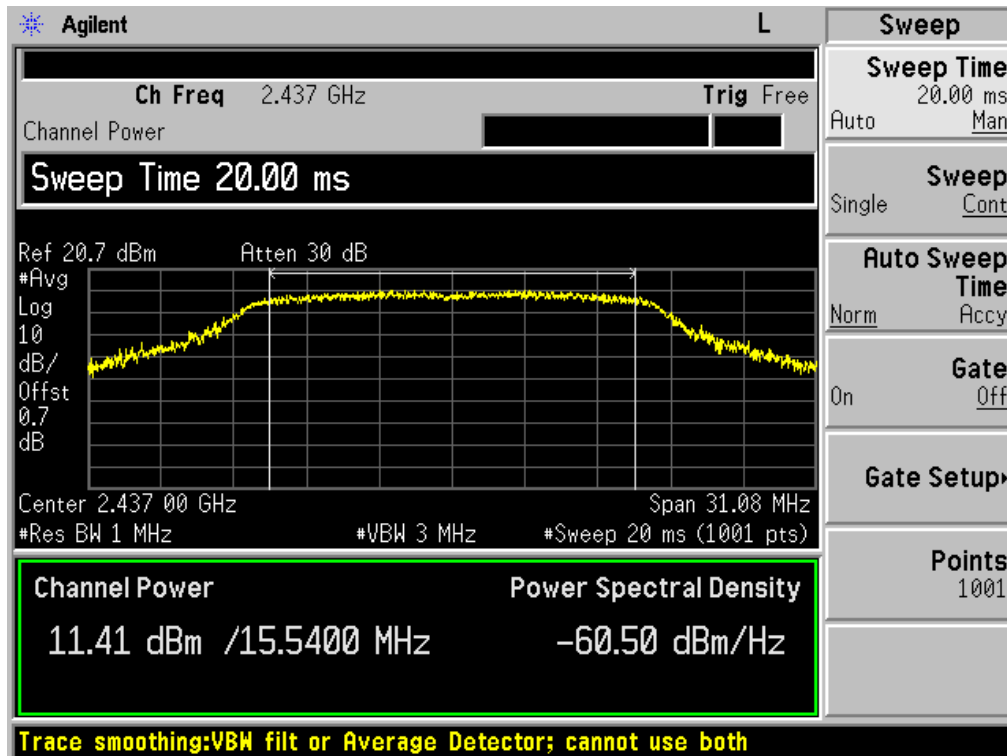 Agilent L
Ch Freq 2.437 GHz Trig Free
Channel Power
Sweep Time 20.00 ms
Ref 20.7 dBm Atten 30 dB
#Avg
Log
10
dB/
Offst
0.7
dB
Center 2.437 00 GHz Span 31.08 MHz
#Res BW 1 MHz #VBW 3 MHz #Sweep 20 ms (1001 pts)
Channel Power Power Spectral Density
11.41 dBm /15.5400 MHz -60.50 dBm/Hz
Trace smoothing:VBW filt or Average Detector; cannot use both
Sweep
Sweep Time
20.00 ms
Auto Man
Sweep
Single Cont
Auto Sweep
Time
Norm Accy
Gate
On Off
Gate Setup
Points
1001